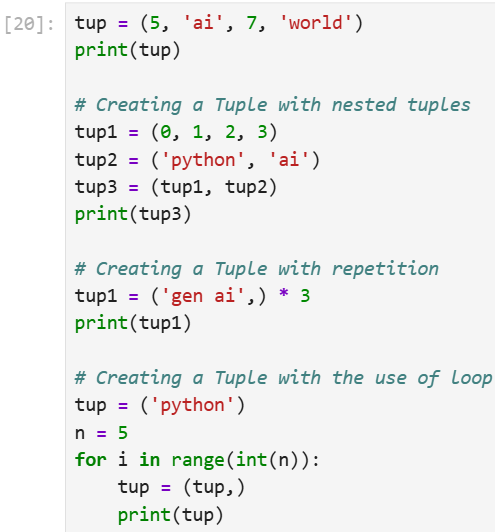 [20]: tup = (5, 'ai', 7, 'world')
print(tup)

# Creating a Tuple with nested tuples
tup1 = (0, 1, 2, 3)
tup2 = ('python', 'ai')
tup3 = (tup1, tup2)
print(tup3)

# Creating a Tuple with repetition
tup1 = ('gen ai',) * 3
print(tup1)

# Creating a Tuple with the use of loop
tup = ('python')
n = 5
for i in range(int(n)):
    tup = (tup,)
    print(tup)